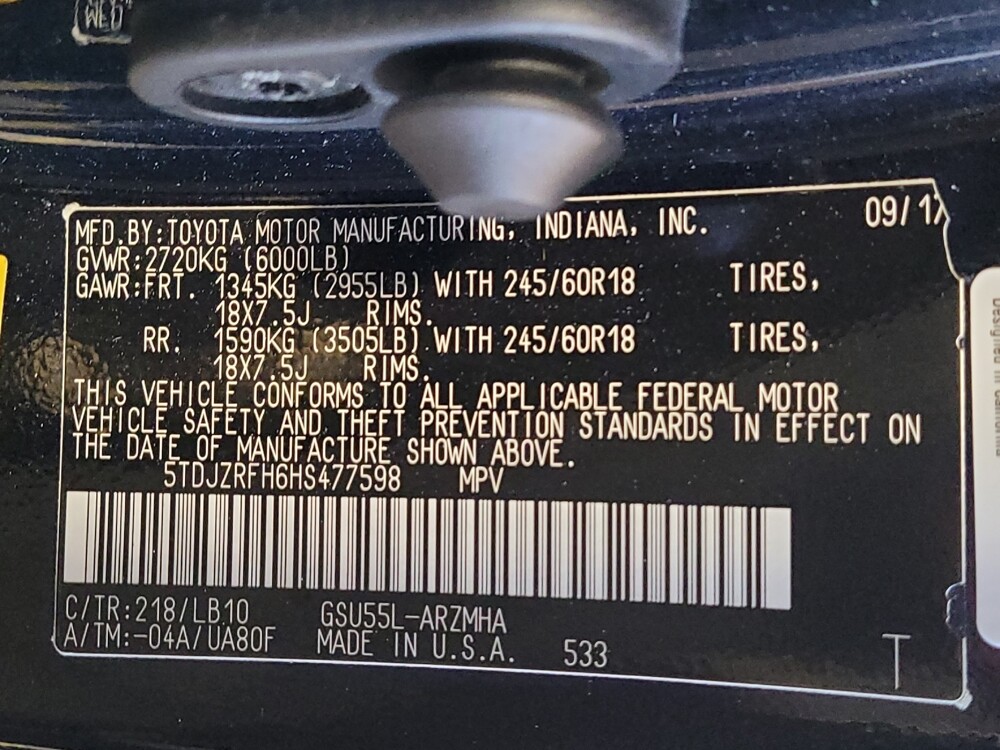 MFD.BY:TOYOTA MOTOR MANUFACTURING, INDIANA, INC. 09/17
GVWR:2720KG (6000LB)
GAWR:FRT. 1345KG (2955LB) WITH 245/60R18 TIRES,
18X7.5J RIMS.
RR. 1590KG (3505LB) WITH 245/60R18 TIRES,
18X7.5J RIMS.
THIS VEHICLE CONFORMS TO ALL APPLICABLE FEDERAL MOTOR
VEHICLE SAFETY AND THEFT PREVENTION STANDARDS IN EFFECT ON
THE DATE OF MANUFACTURE SHOWN ABOVE.
5TDJZRFH6HS477598 MPV
C/TR:218/LB10 GSU55L-ARZMHA
A/TM:-04A/UA80F MADE IN U.S.A. 533 T